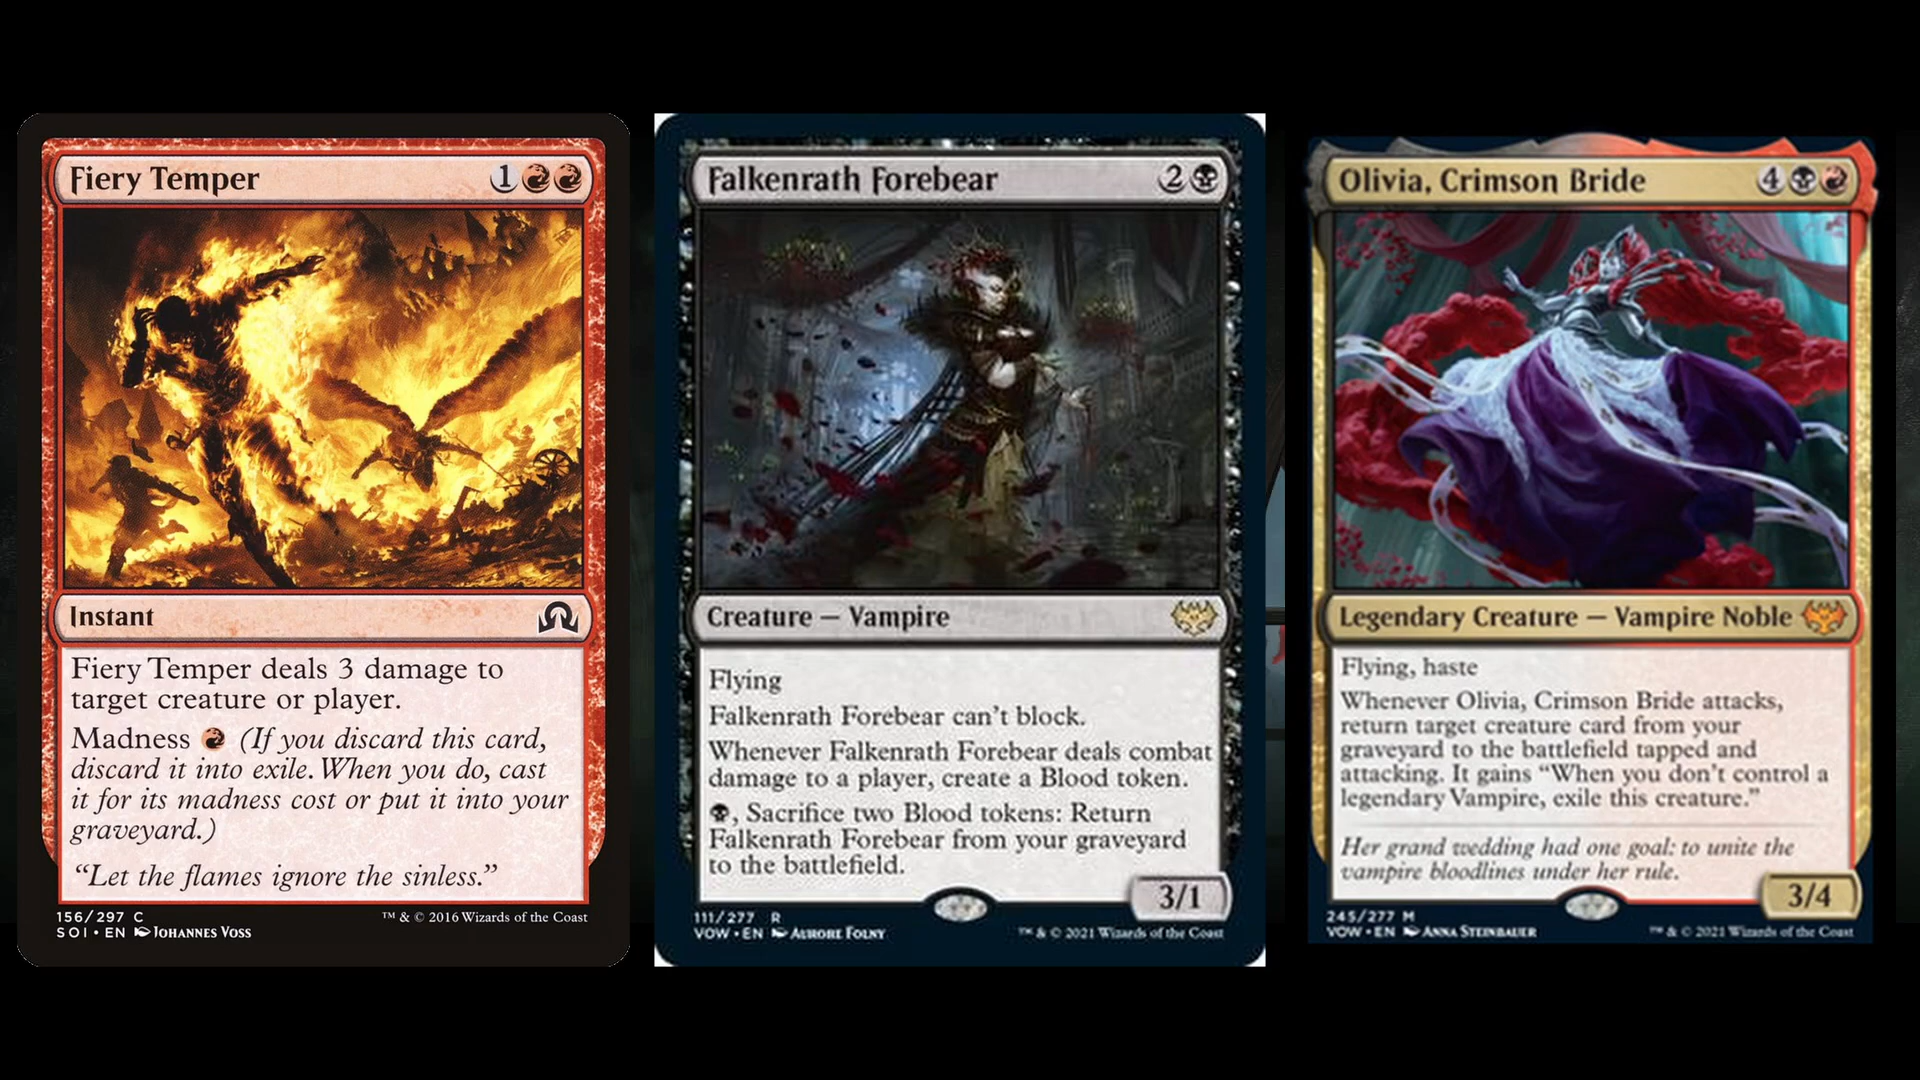 Fiery Temper 1
Instant
Fiery Temper deals 3 damage to
target creature or player.
Madness (If you discard this card,
discard it into exile. When you do, cast
it for its madness cost or put it into your
graveyard.)
“Let the flames ignore the sinless.”
156/297 C
SOI • EN Johannes Voss
™ & © 2016 Wizards of the Coast
Falkenrath Forebear 2
Creature — Vampire
Flying
Falkenrath Forebear can't block.
Whenever Falkenrath Forebear deals combat
damage to a player, create a Blood token.
, Sacrifice two Blood tokens: Return
Falkenrath Forebear from your graveyard
to the battlefield.
3/1
111/277 R
VOW • EN Aurore Folny
™ & © 2021 Wizards of the Coast
Olivia, Crimson Bride 4
Legendary Creature — Vampire Noble
Flying, haste
Whenever Olivia, Crimson Bride attacks,
return target creature card from your
graveyard to the battlefield tapped and
attacking. It gains “When you don't control a
legendary Vampire, exile this creature.”
Her grand wedding had one goal: to unite the
vampire bloodlines under her rule.
3/4
245/277 M
VOW • EN Anna Steinbauer
™ & © 2021 Wizards of the Coast